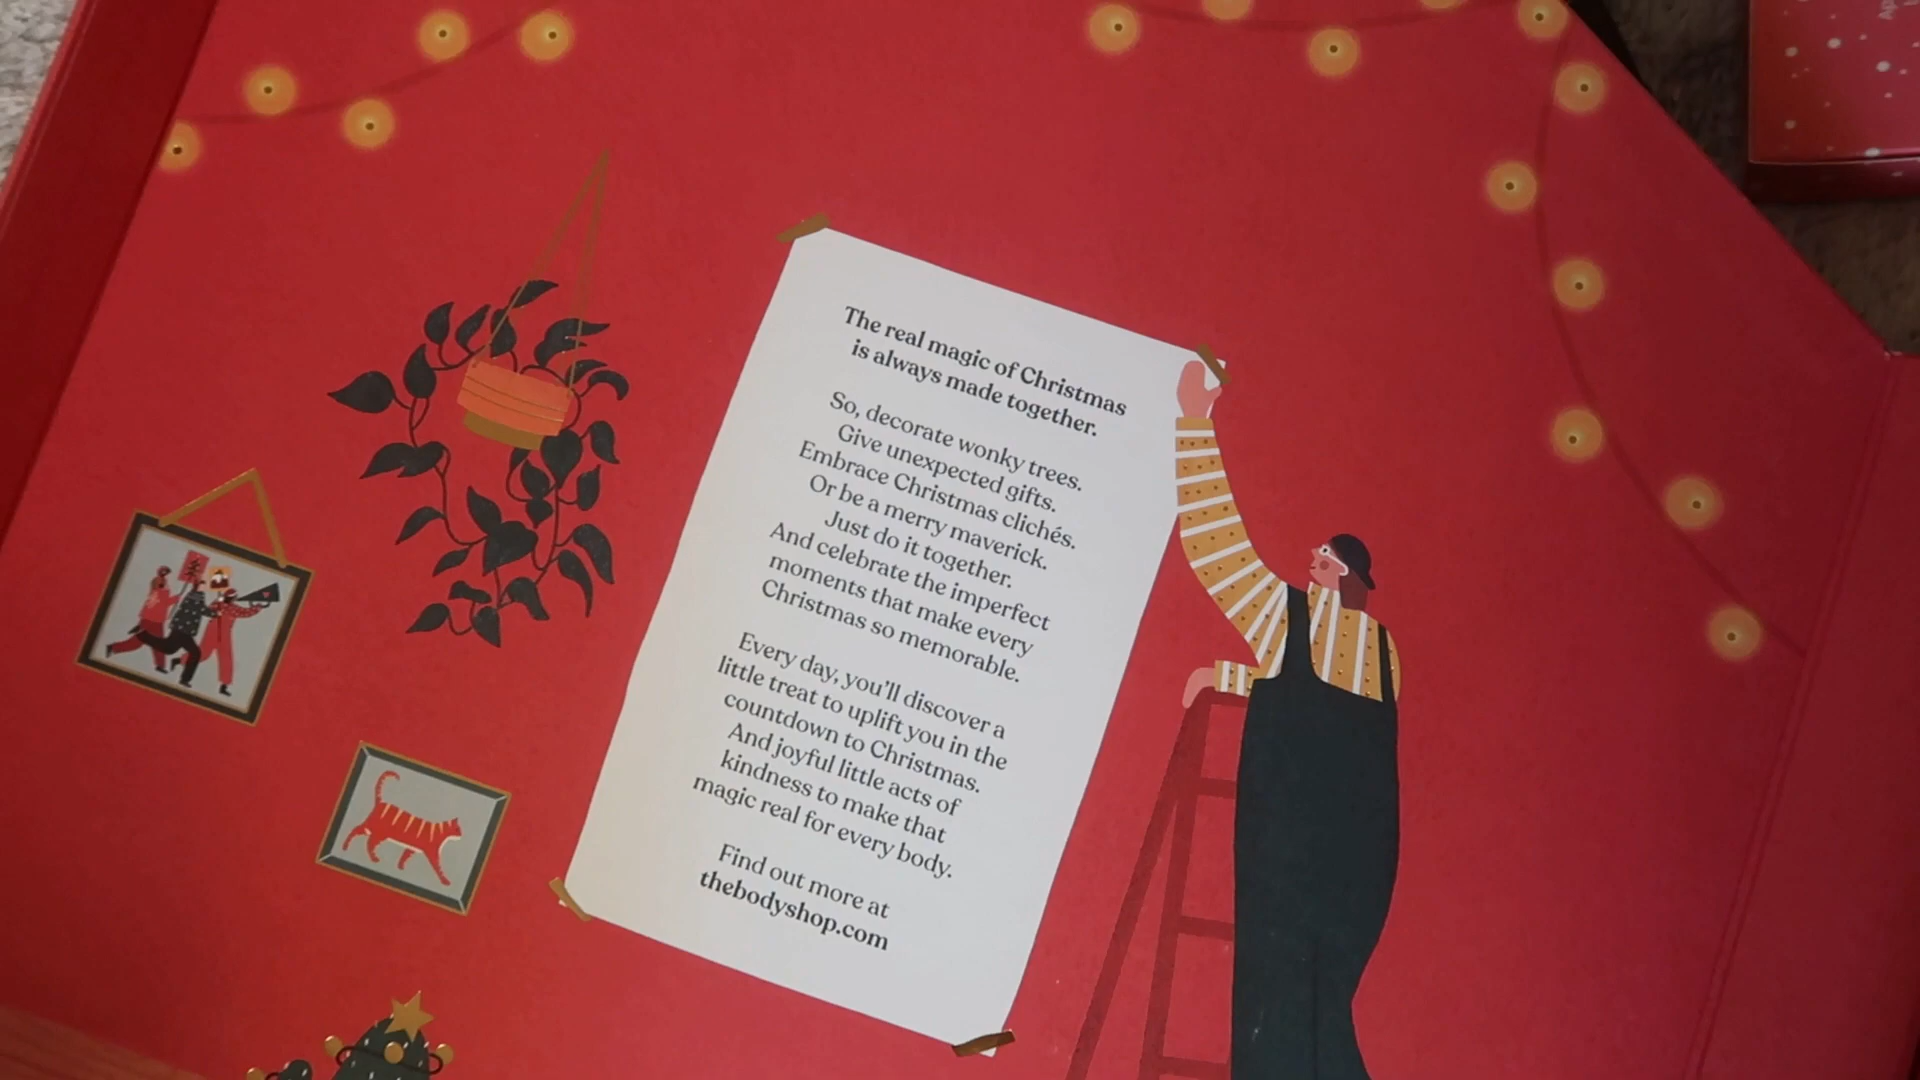 The real magic of Christmas
is always made together.
So, decorate wonky trees.
Give unexpected gifts.
Embrace Christmas clichés.
Or be a merry maverick.
Just do it together.
And celebrate the imperfect
moments that make every
Christmas so memorable.
Every day, you'll discover a
little treat to uplift you in the
countdown to Christmas.
And joyful little acts of
kindness to make that
magic real for every body.
Find out more at
thebodyshop.com